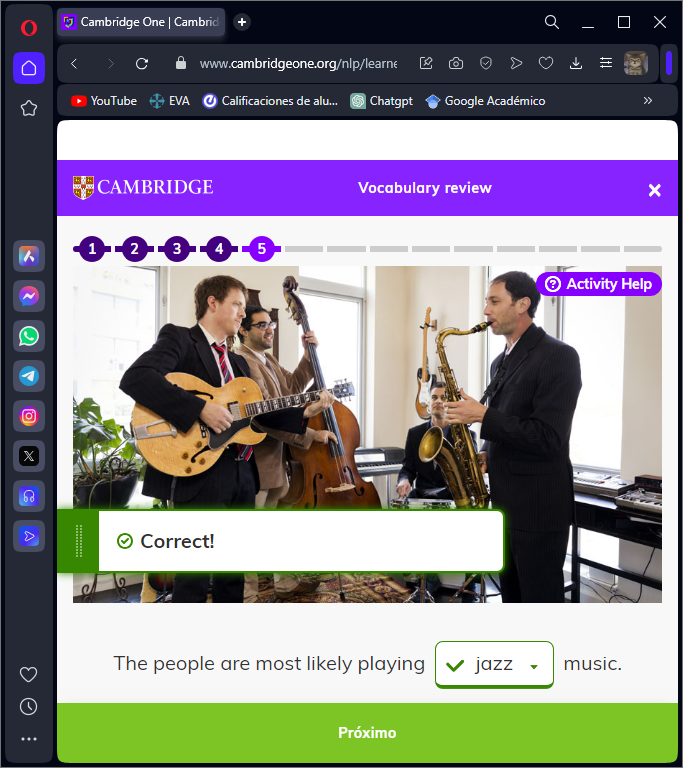 Cambridge One | Cambrid
www.cambridgeone.org/nlp/learne
YouTube EVA Calificaciones de alu... Chatgpt Google Académico
CAMBRIDGE Vocabulary review
1 2 3 4 5
Activity Help
Correct!
The people are most likely playing jazz music.
Próximo